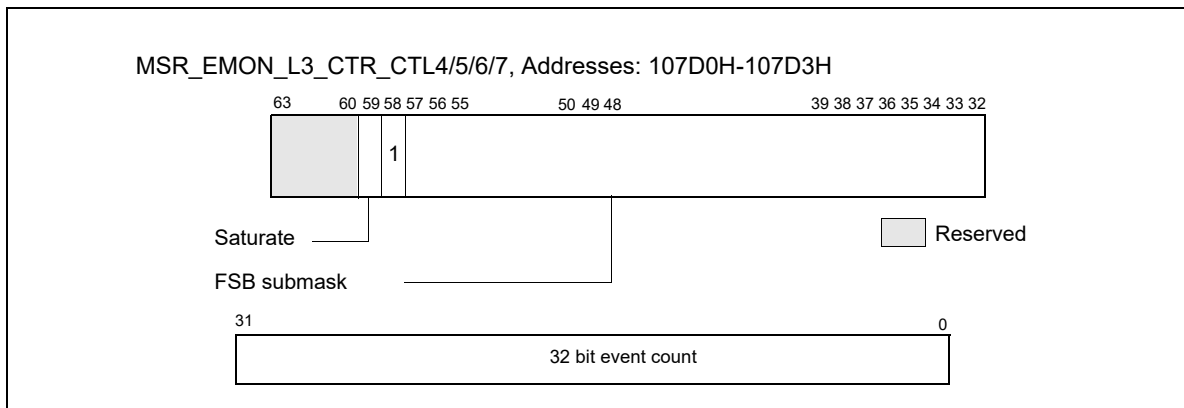 MSR_EMON_L3_CTR_CTL4/5/6/7, Addresses: 107D0H-107D3H
63 60 59 58 57 56 55 50 49 48 39 38 37 36 35 34 33 32
1
Saturate
Reserved
FSB submask
31 0
32 bit event count